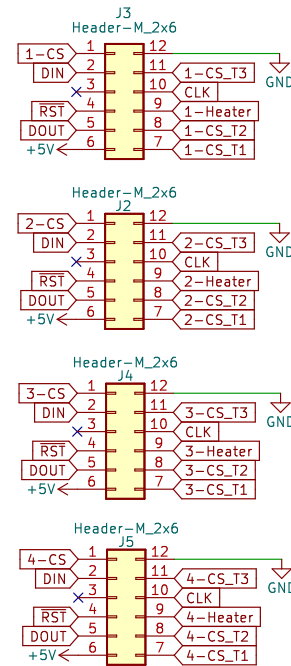 J3
Header-M_2x6
1-CS 1 12
DIN 2 11 1-CS_T3 GND
3 10 CLK
RST 4 9 1-Heater
DOUT 5 8 1-CS_T2
+5V 6 7 1-CS_T1
Header-M_2x6
J2
2-CS 1 12
DIN 2 11 2-CS_T3 GND
3 10 CLK
RST 4 9 2-Heater
DOUT 5 8 2-CS_T2
+5V 6 7 2-CS_T1
Header-M_2x6
J4
3-CS 1 12
DIN 2 11 3-CS_T3 GND
3 10 CLK
RST 4 9 3-Heater
DOUT 5 8 3-CS_T2
+5V 6 7 3-CS_T1
Header-M_2x6
J5
4-CS 1 12
DIN 2 11 4-CS_T3 GND
3 10 CLK
RST 4 9 4-Heater
DOUT 5 8 4-CS_T2
+5V 6 7 4-CS_T1